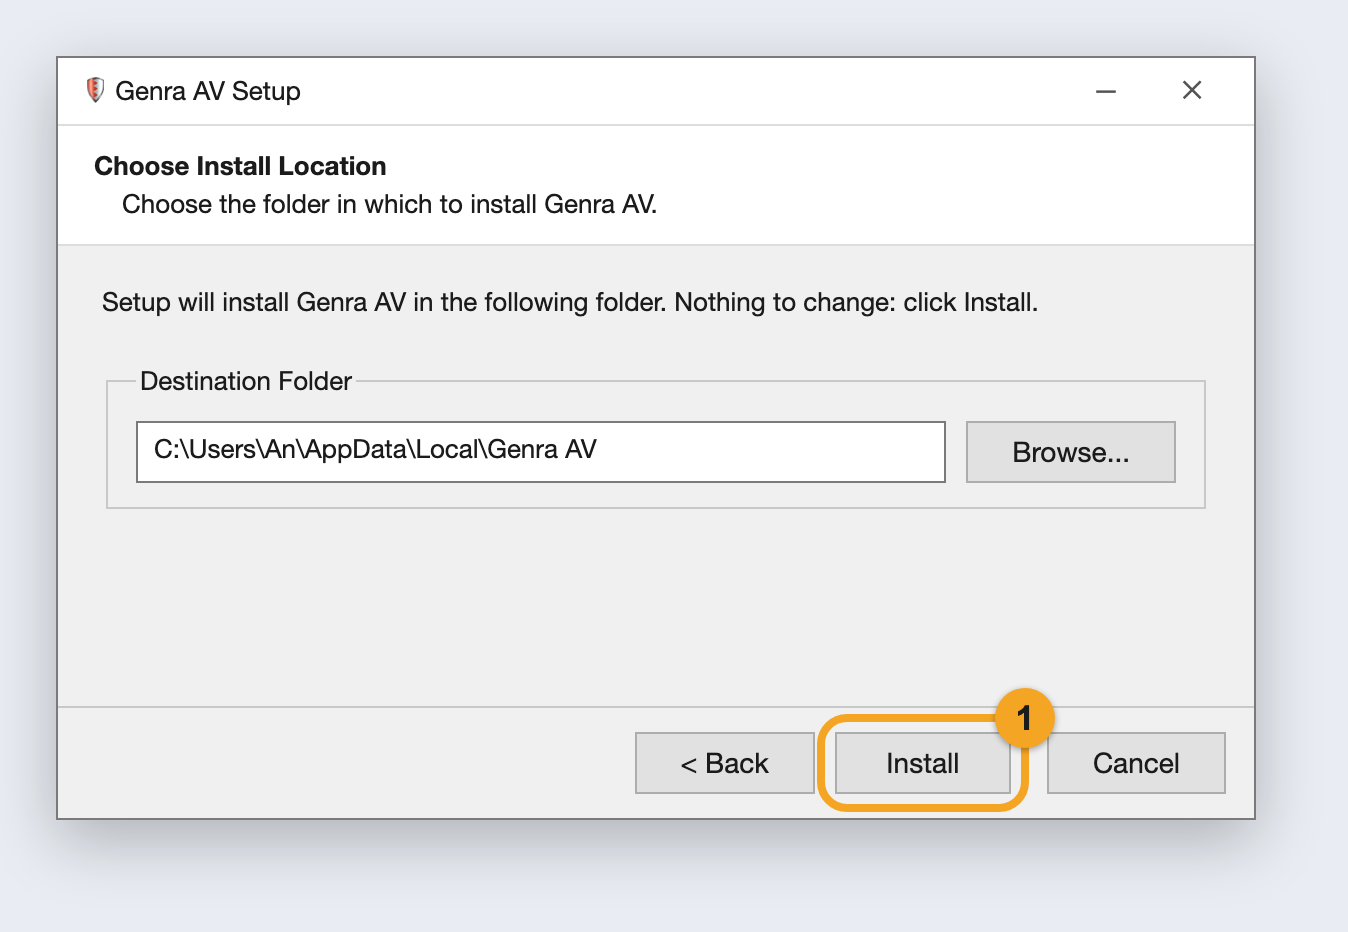 Genra AV Setup
Choose Install Location
Choose the folder in which to install Genra AV.
Setup will install Genra AV in the following folder. Nothing to change: click Install.
Destination Folder
C:\Users\An\AppData\Local\Genra AV
Browse...
1
< Back
Install
Cancel